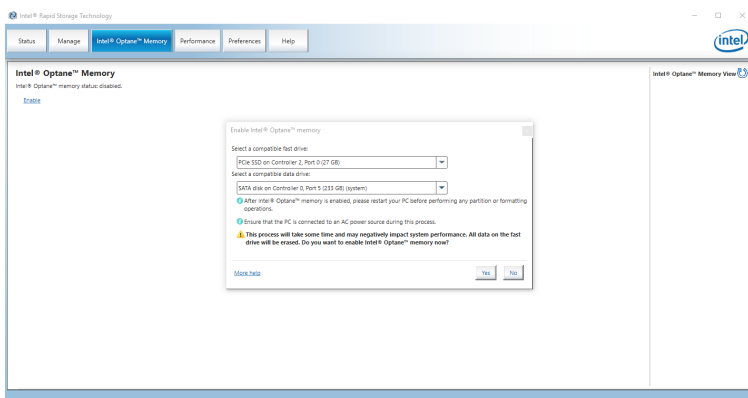 Intel® Rapid Storage Technology
Status Manage Intel® Optane™ Memory Performance Preferences Help
intel
Intel® Optane™ Memory
Intel® Optane™ memory status: disabled.
Enable
Intel® Optane™ Memory View
Enable Intel® Optane™ memory
Select a compatible fast drive:
PCIe SSD on Controller 2, Port 0 (27 GB)
Select a compatible data drive:
SATA disk on Controller 0, Port 5 (233 GB) (system)
After Intel® Optane™ memory is enabled, please restart your PC before performing any partition or formatting
operations.
Ensure that the PC is connected to an AC power source during this process.
This process will take some time and may negatively impact system performance. All data on the fast
drive will be erased. Do you want to enable Intel® Optane™ memory now?
More help
Yes No